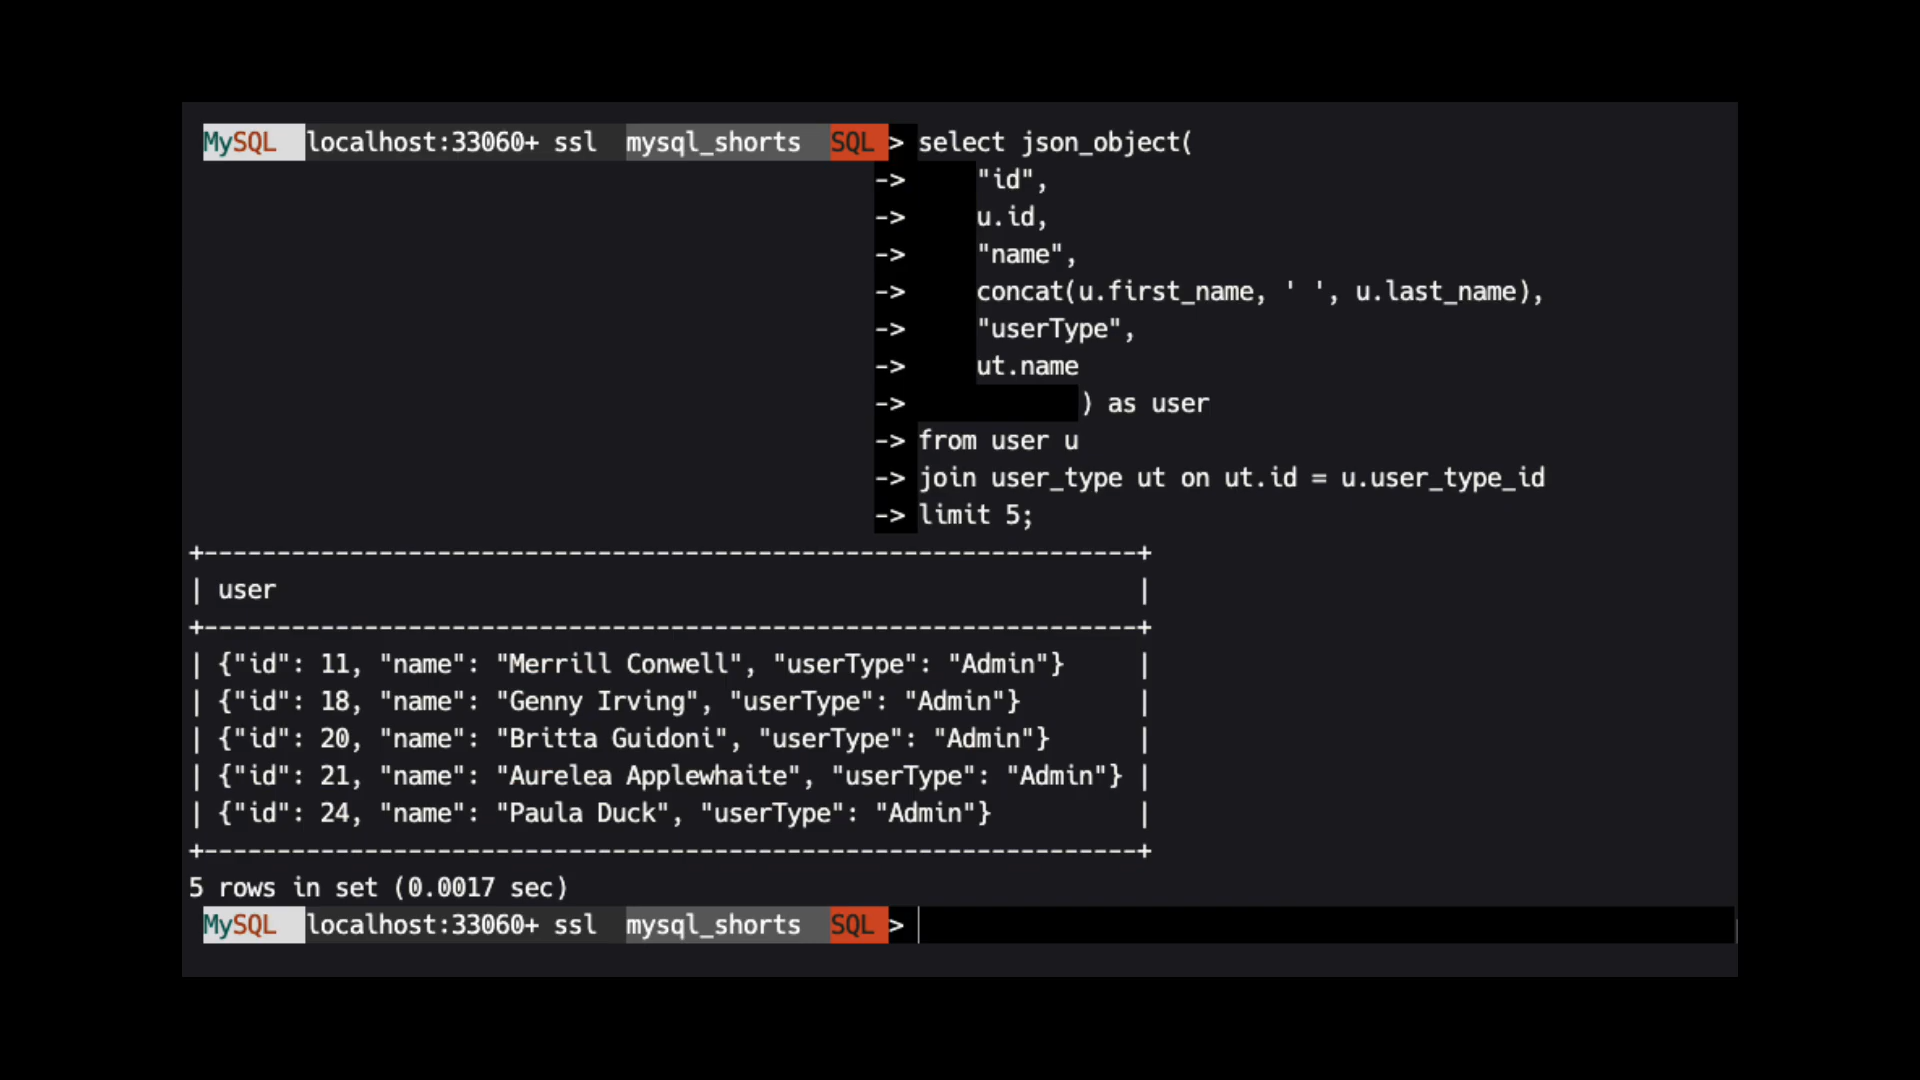 MySQL localhost:33060+ ssl mysql_shorts SQL > select json_object(
-> "id",
-> u.id,
-> "name",
-> concat(u.first_name, ' ', u.last_name),
-> "userType",
-> ut.name
-> ) as user
-> from user u
-> join user_type ut on ut.id = u.user_type_id
-> limit 5;
+----------------------------------------------------------------+
| user |
+----------------------------------------------------------------+
| {"id": 11, "name": "Merrill Conwell", "userType": "Admin"} |
| {"id": 18, "name": "Genny Irving", "userType": "Admin"} |
| {"id": 20, "name": "Britta Guidoni", "userType": "Admin"} |
| {"id": 21, "name": "Aurelea Applewhaite", "userType": "Admin"} |
| {"id": 24, "name": "Paula Duck", "userType": "Admin"} |
+----------------------------------------------------------------+
5 rows in set (0.0017 sec)
MySQL localhost:33060+ ssl mysql_shorts SQL >